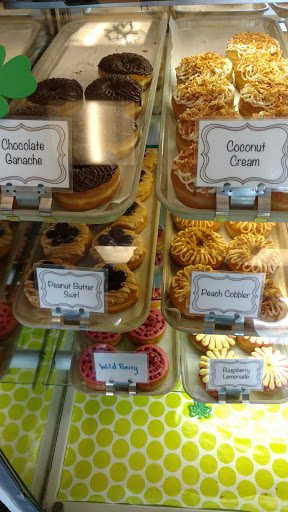 Chocolate
Ganache
Coconut
Cream
Peanut Butter
Swirl
Peach Cobbler
Wild Berry
Raspberry
Lemonade